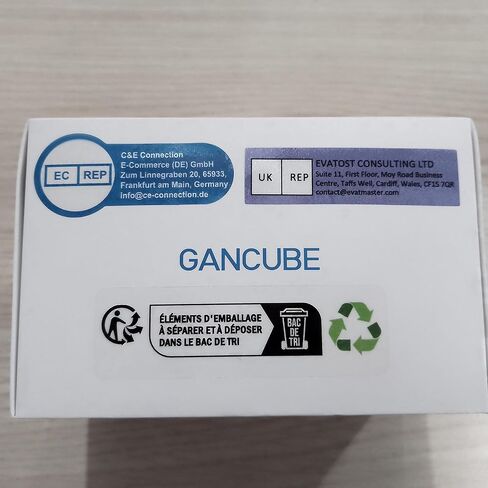 EC REP
C&E Connection
E-Commerce (DE) GmbH
Zum Linnegraben 20, 65933,
Frankfurt am Main, Germany
info@ce-connection.de
UK REP
EVATOST CONSULTING LTD
Suite 11, First Floor, Moy Road Business
Centre, Taffs Well, Cardiff, Wales, CF15 7QR
contact@evatmaster.com
GANCUBE
ÉLÉMENTS D'EMBALLAGE
À SÉPARER ET À DÉPOSER
DANS LE BAC DE TRI
BAC
DE
TRI